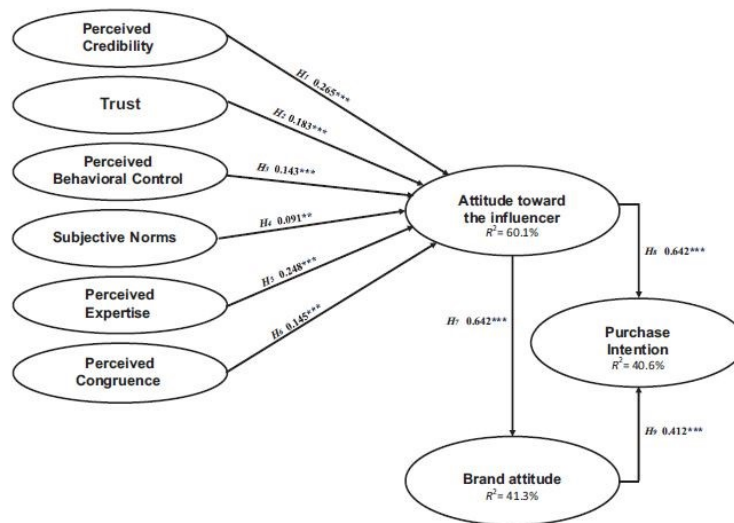 Perceived
Credibility
H1 0.265***
Trust
H2 0.183***
Perceived
Behavioral Control
H3 0.143***
Attitude toward
the influencer
R²= 60.1%
Subjective Norms
H4 0.091**
H8 0.642***
Perceived
Expertise
H5 0.248***
H7 0.642***
Purchase
Intention
R²= 40.6%
Perceived
Congruence
H6 0.145***
H9 0.412***
Brand attitude
R²= 41.3%